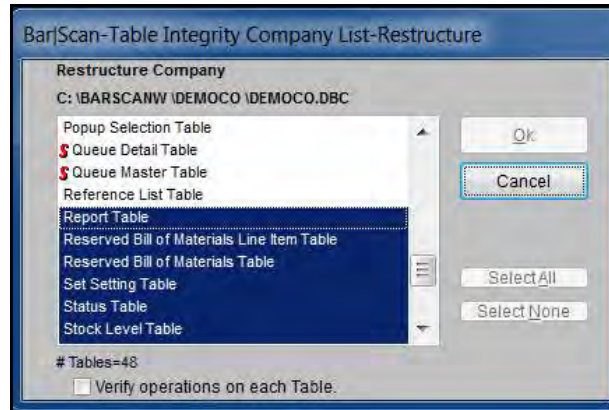 Bar|Scan-Table Integrity Company List-Restructure
Restructure Company
C: \BARSCANW \DEMOCO \DEMOCO.DBC
Popup Selection Table
S Queue Detail Table
S Queue Master Table
Reference List Table
Report Table
Reserved Bill of Materials Line Item Table
Reserved Bill of Materials Table
Set Setting Table
Status Table
Stock Level Table
Ok
Cancel
Select All
Select None
# Tables=48
Verify operations on each Table.